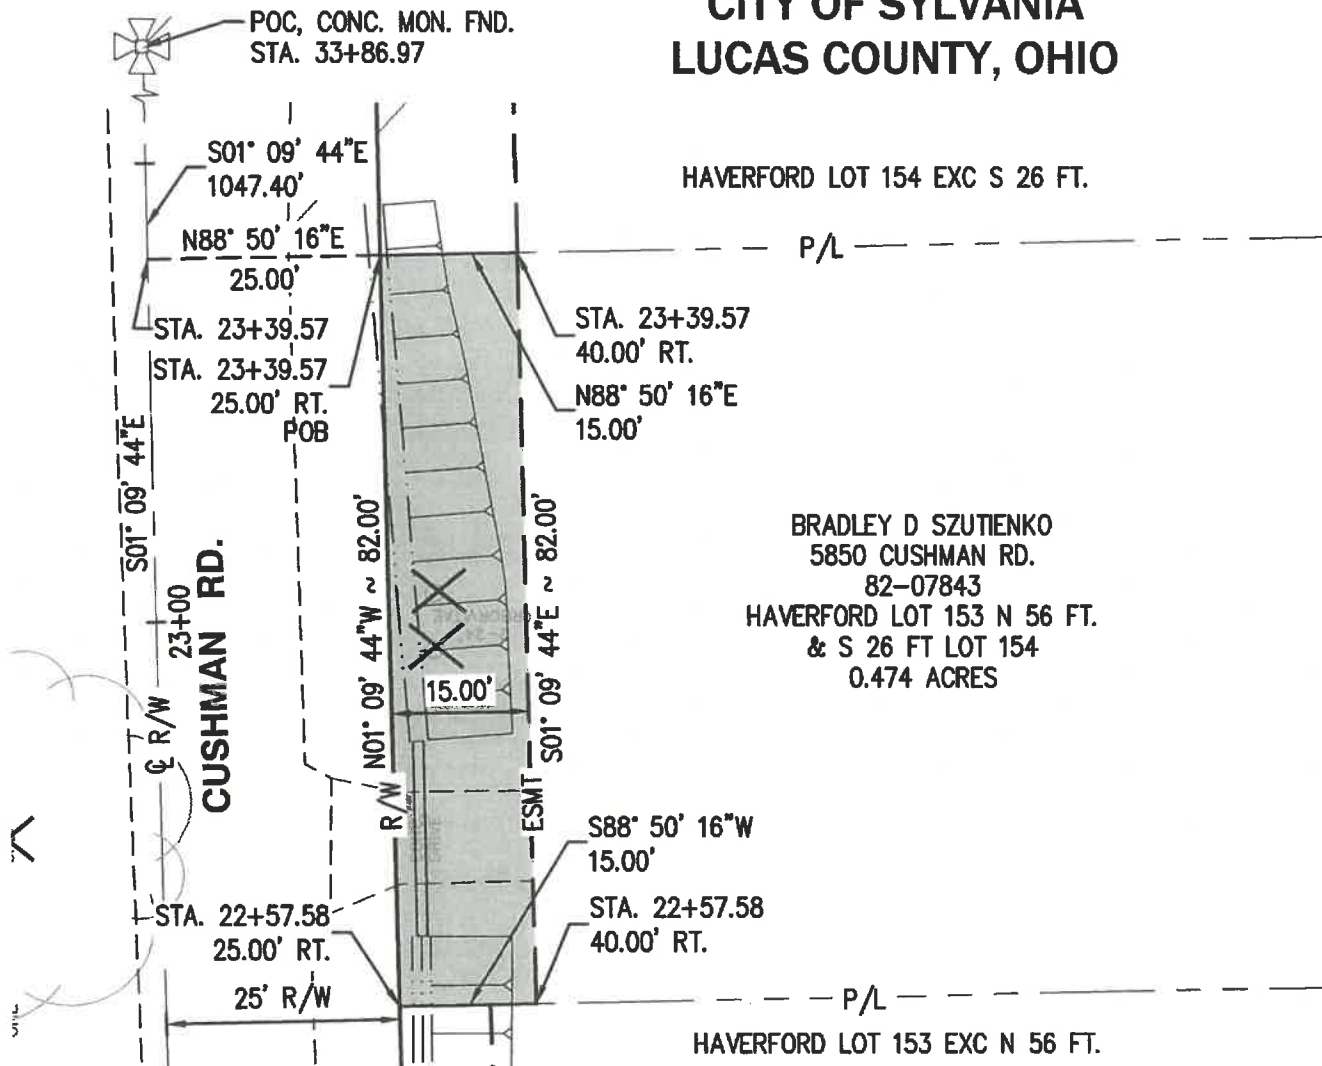 CITY OF SYLVANIA
LUCAS COUNTY, OHIO
POC, CONC. MON. FND.
STA. 33+86.97
S01° 09' 44"E
1047.40'
HAVERFORD LOT 154 EXC S 26 FT.
N88° 50' 16"E
25.00'
P/L
STA. 23+39.57
STA. 23+39.57
25.00' RT.
POB
STA. 23+39.57
40.00' RT.
N88° 50' 16"E
15.00'
S01° 09' 44"E
23+00
CUSHMAN RD.
℄ R/W
N01° 09' 44"W ~ 82.00'
R/W
S01° 09' 44"E ~ 82.00'
ESMT
15.00'
BRADLEY D SZUTIENKO
5850 CUSHMAN RD.
82-07843
HAVERFORD LOT 153 N 56 FT.
& S 26 FT LOT 154
0.474 ACRES
S88° 50' 16"W
15.00'
STA. 22+57.58
40.00' RT.
STA. 22+57.58
25.00' RT.
25' R/W
P/L
HAVERFORD LOT 153 EXC N 56 FT.